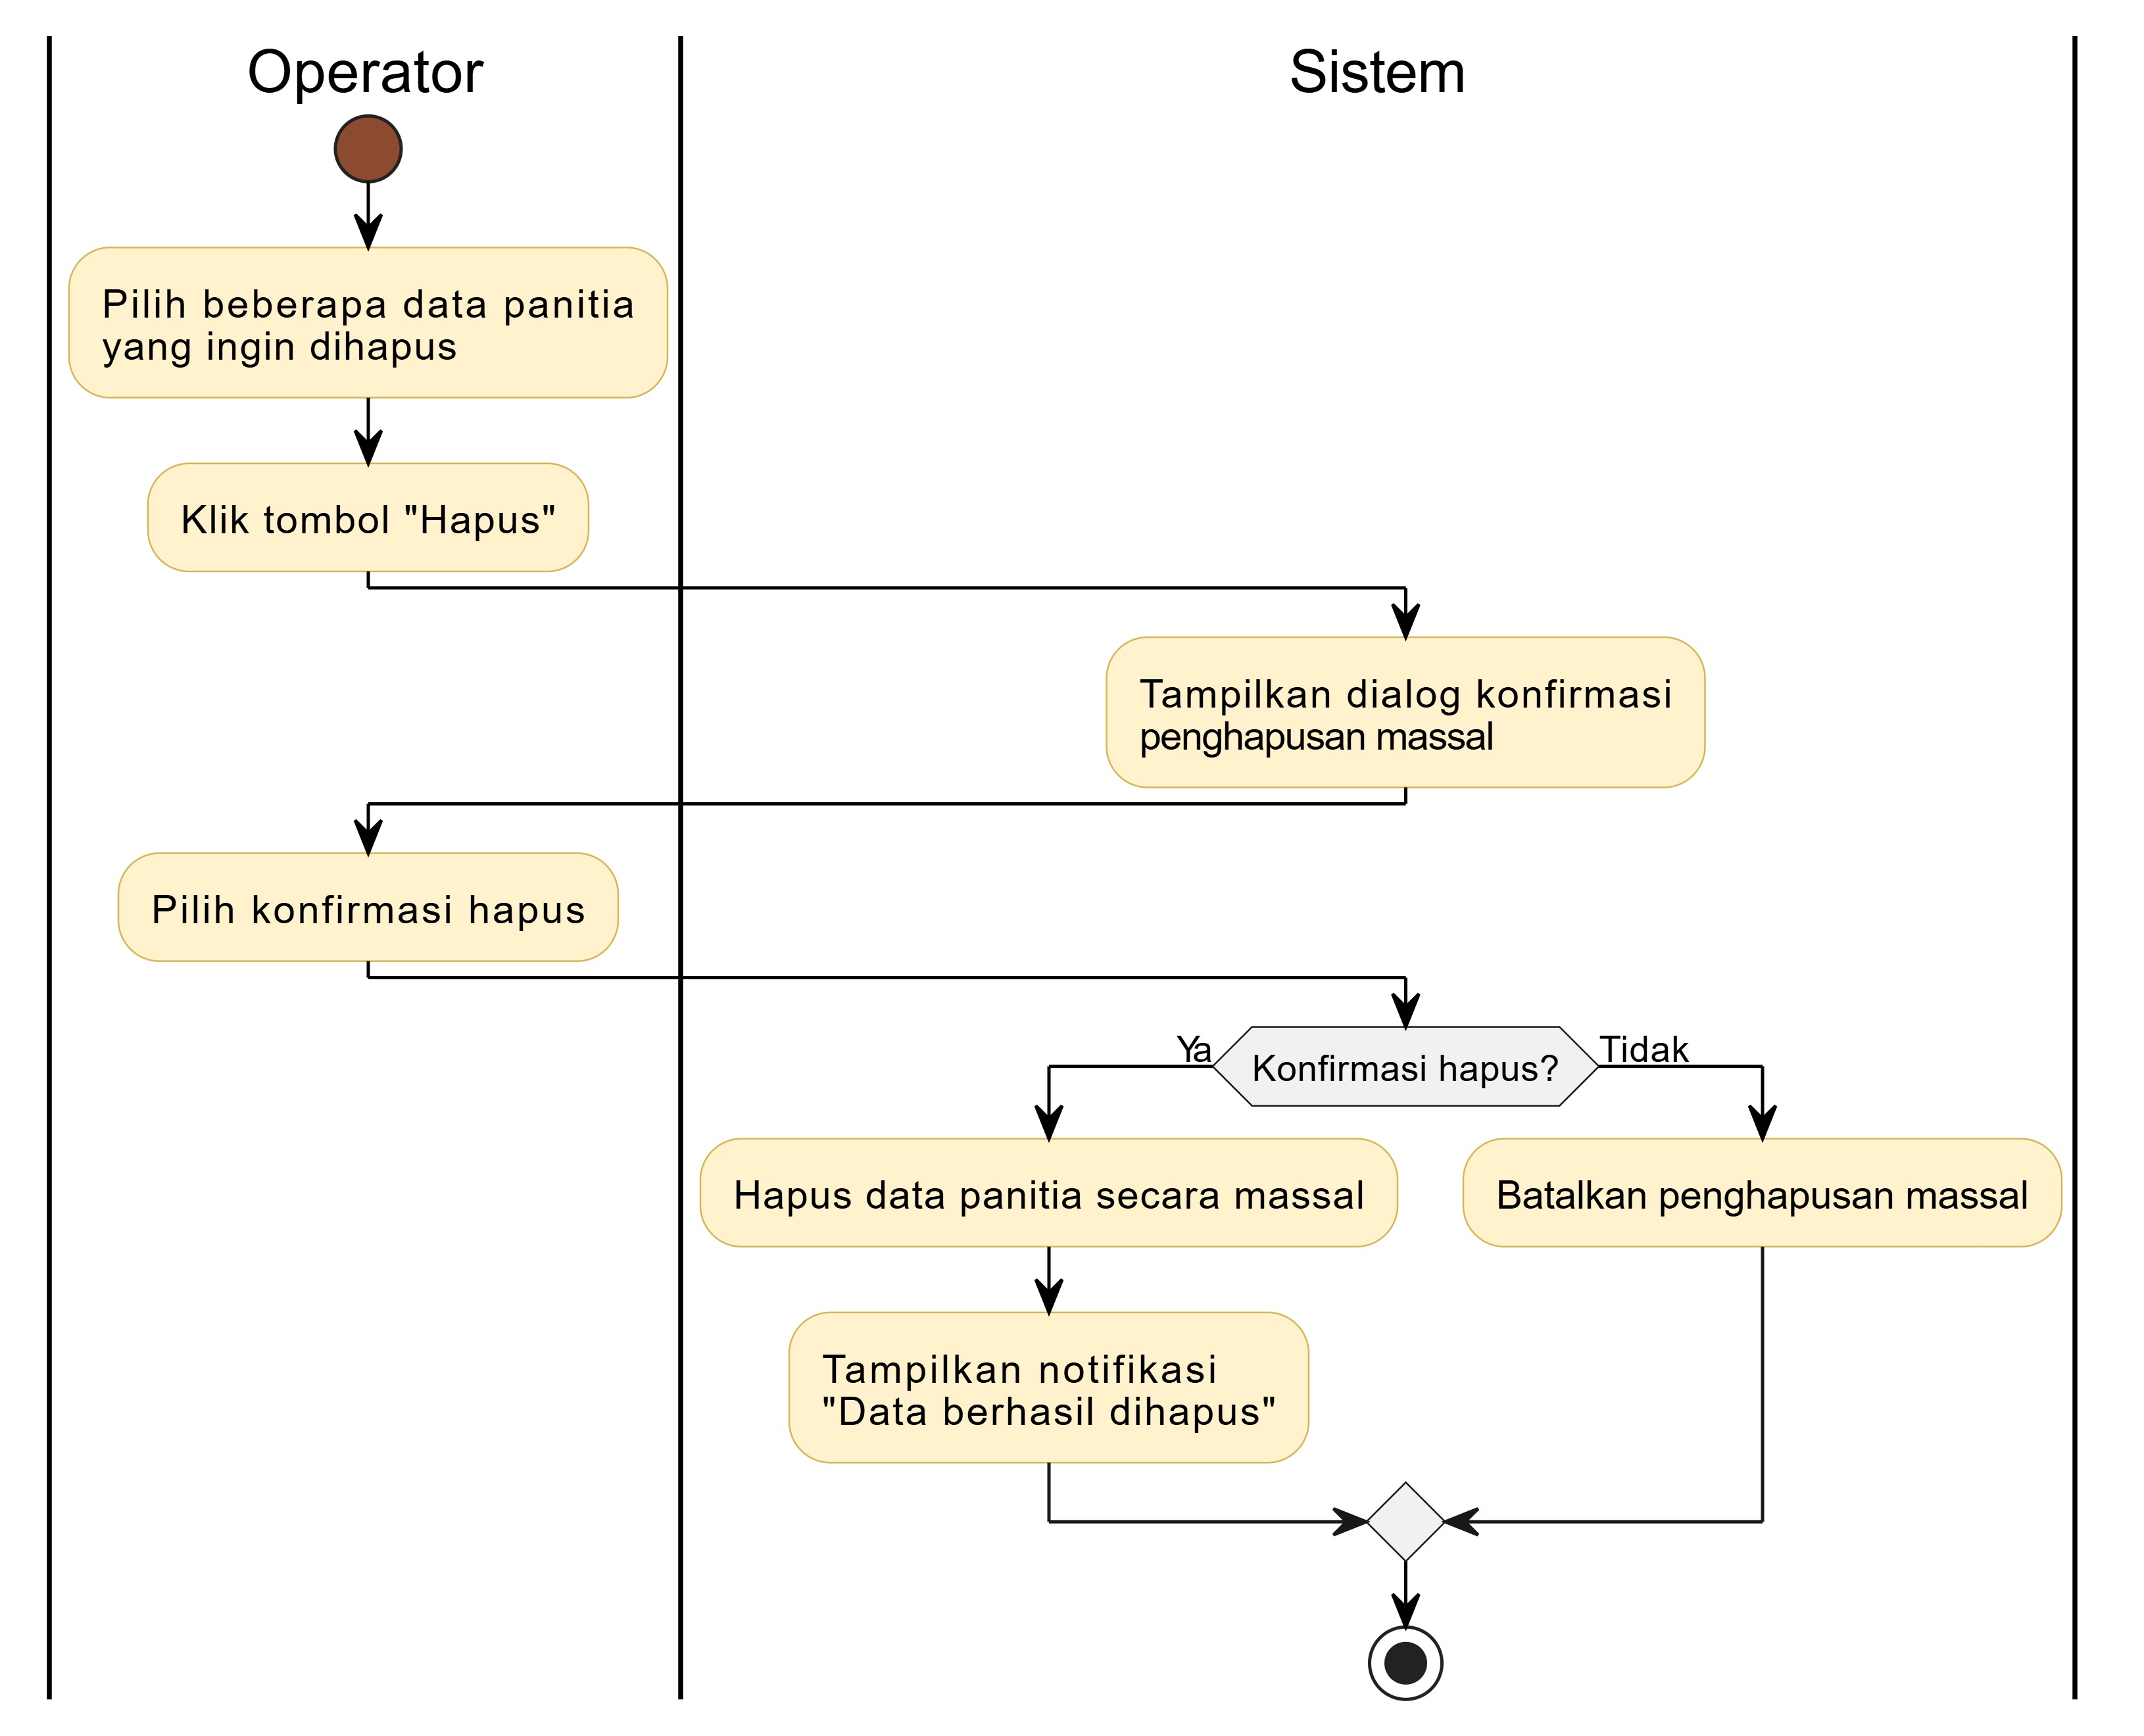 Operator
Sistem
Pilih beberapa data panitia
yang ingin dihapus
Klik tombol "Hapus"
Tampilkan dialog konfirmasi
penghapusan massal
Pilih konfirmasi hapus
Ya
Konfirmasi hapus?
Tidak
Hapus data panitia secara massal
Batalkan penghapusan massal
Tampilkan notifikasi
"Data berhasil dihapus"